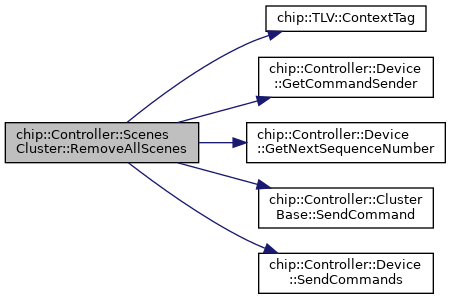 chip::Controller::Scenes
Cluster::RemoveAllScenes
chip::TLV::ContextTag
chip::Controller::Device
::GetCommandSender
chip::Controller::Device
::GetNextSequenceNumber
chip::Controller::Cluster
Base::SendCommand
chip::Controller::Device
::SendCommands